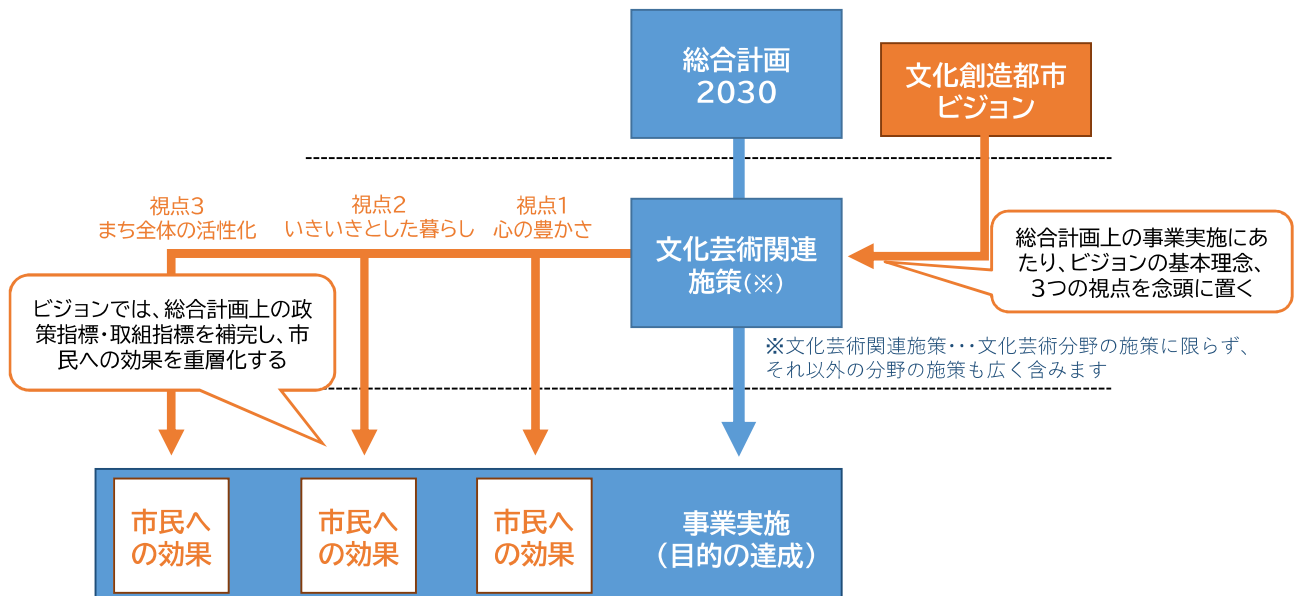 総合計画
2030
文化創造都市
ビジョン
視点3
まち全体の活性化
視点2
いきいきとした暮らし
視点1
心の豊かさ
文化芸術関連
施策(※)
総合計画上の事業実施にあ
たり、ビジョンの基本理念、
3つの視点を念頭に置く
ビジョンでは、総合計画上の政
策指標・取組指標を補完し、市
民への効果を重層化する
※文化芸術関連施策・・・文化芸術分野の施策に限らず、
それ以外の分野の施策も広く含みます
市民へ
の効果
市民へ
の効果
市民へ
の効果
事業実施
(目的の達成)